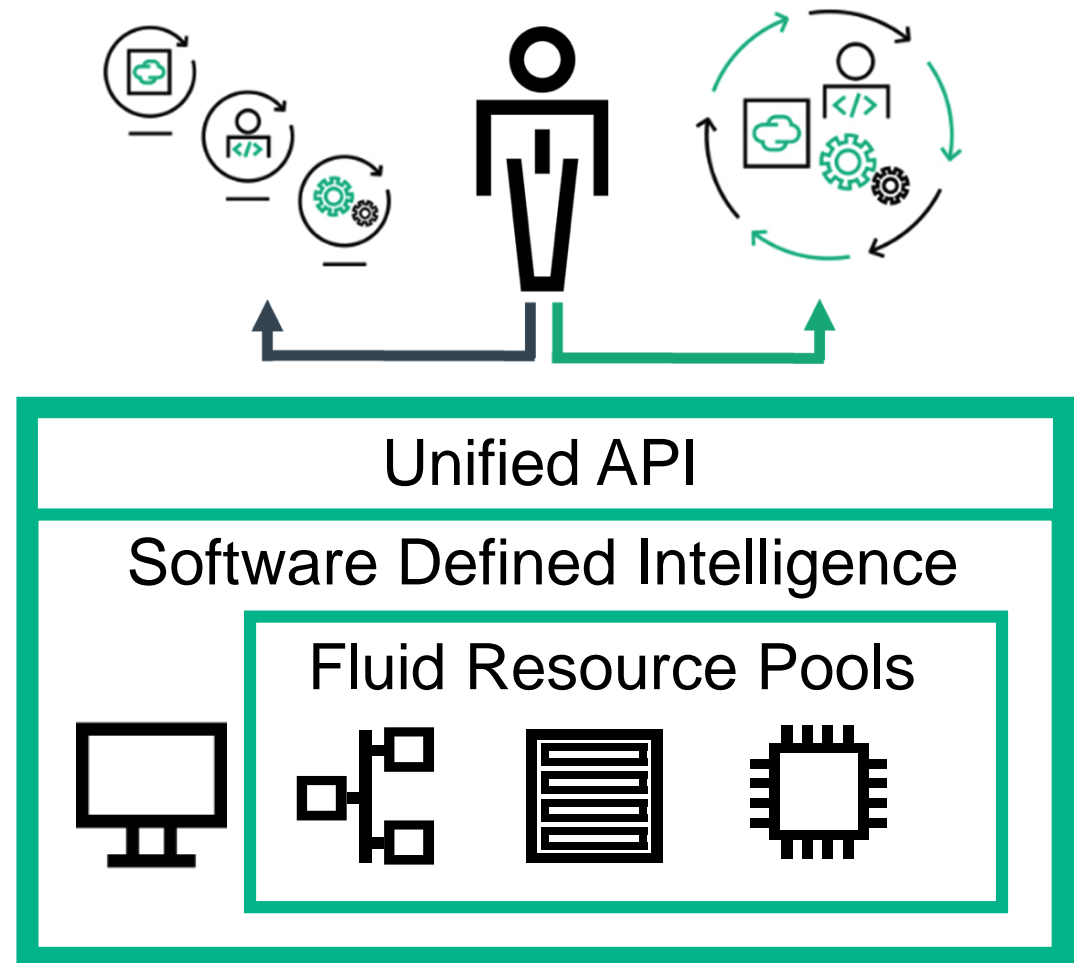 </>
</>
Unified API
Software Defined Intelligence
Fluid Resource Pools